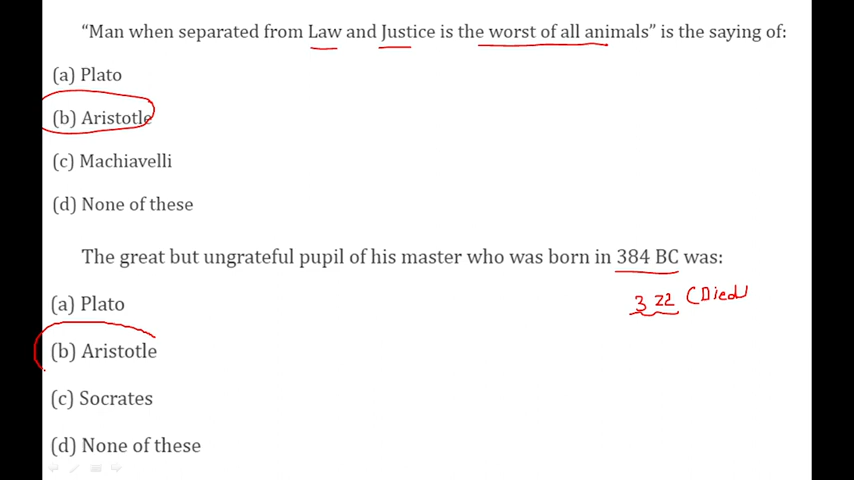 “Man when separated from Law and Justice is the worst of all animals” is the saying of:
(a) Plato
(b) Aristotle
(c) Machiavelli
(d) None of these
The great but ungrateful pupil of his master who was born in 384 BC was:
322 (Died)
(a) Plato
(b) Aristotle
(c) Socrates
(d) None of these